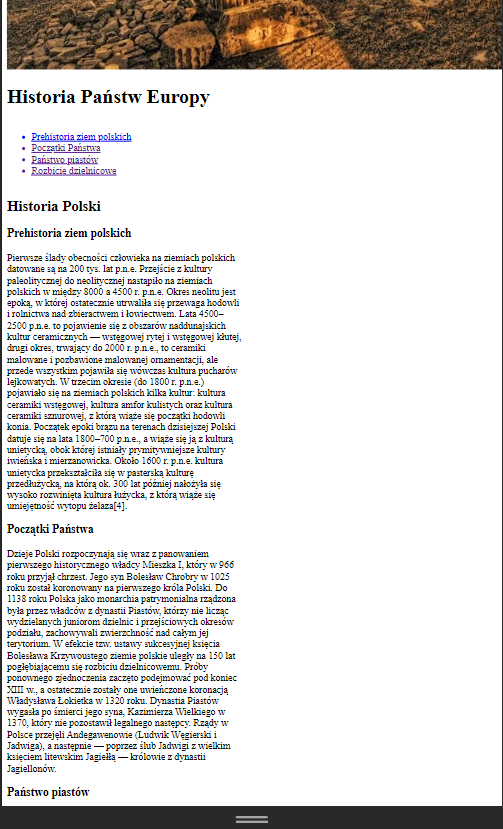 Historia Państw Europy
Prehistoria ziem polskich
Początki Państwa
Państwo piastów
Rozbicie dzielnicowe
Historia Polski
Prehistoria ziem polskich
Pierwsze ślady obecności człowieka na ziemiach polskich
datowane są na 200 tys. lat p.n.e. Przejście z kultury
paleolitycznej do neolitycznej nastąpiło na ziemiach
polskich w między 8000 a 4500 r. p.n.e. Okres neolitu jest
epoką, w której ostatecznie utrwaliła się przewaga hodowli
i rolnictwa nad zbieractwem i łowiectwem. Lata 4500–
2500 p.n.e. to pojawienie się z obszarów naddunajskich
kultur ceramicznych — wstęgowej rytej i wstęgowej kłutej,
drugi okres, trwający do 2000 r. p.n.e., to ceramiki
malowane i pozbawione malowanej ornamentacji, ale
przede wszystkim pojawiła się wówczas kultura pucharów
lejkowatych. W trzecim okresie (do 1800 r. p.n.e.)
pojawiało się na ziemiach polskich kilka kultur: kultura
ceramiki wstęgowej, kultura amfor kulistych oraz kultura
ceramiki sznurowej, z którą wiąże się początki hodowli
konia. Początek epoki brązu na terenach dzisiejszej Polski
datuje się na lata 1800–700 p.n.e., a wiąże się ją z kulturą
unietycką, obok której istniały prymitywniejsze kultury
iwieńska i mierzanowicka. Około 1600 r. p.n.e. kultura
unietycka przekształciła się w pasterską kulturę
przedłużycką, na którą ok. 300 lat później nałożyła się
wysoko rozwinięta kultura łużycka, z którą wiąże się
umiejętność wytopu żelaza[4].
Początki Państwa
Dzieje Polski rozpoczynają się wraz z panowaniem
pierwszego historycznego władcy Mieszka I, który w 966
roku przyjął chrzest. Jego syn Bolesław Chrobry w 1025
roku został koronowany na pierwszego króla Polski. Do
1138 roku Polska jako monarchia patrymonialna rządzona
była przez władców z dynastii Piastów, którzy nie licząc
wydzielanych juniorom dzielnic i przejściowych okresów
podziału, zachowywali zwierzchność nad całym jej
terytorium. W efekcie tzw. ustawy sukcesyjnej księcia
Bolesława Krzywoustego ziemie polskie uległy na 150 lat
pogłębiającemu się rozbiciu dzielnicowemu. Próby
ponownego zjednoczenia zaczęto podejmować pod koniec
XIII w., a ostatecznie zostały one uwieńczone koronacją
Władysława Łokietka w 1320 roku. Dynastia Piastów
wygasła po śmierci jego syna, Kazimierza Wielkiego w
1370, który nie pozostawił legalnego następcy. Rządy w
Polsce przejęli Andegawenowie (Ludwik Węgierski i
Jadwiga), a następnie — poprzez ślub Jadwigi z wielkim
księciem litewskim Jagiełłą — królowie z dynastii
Jagiellonów.
Państwo piastów